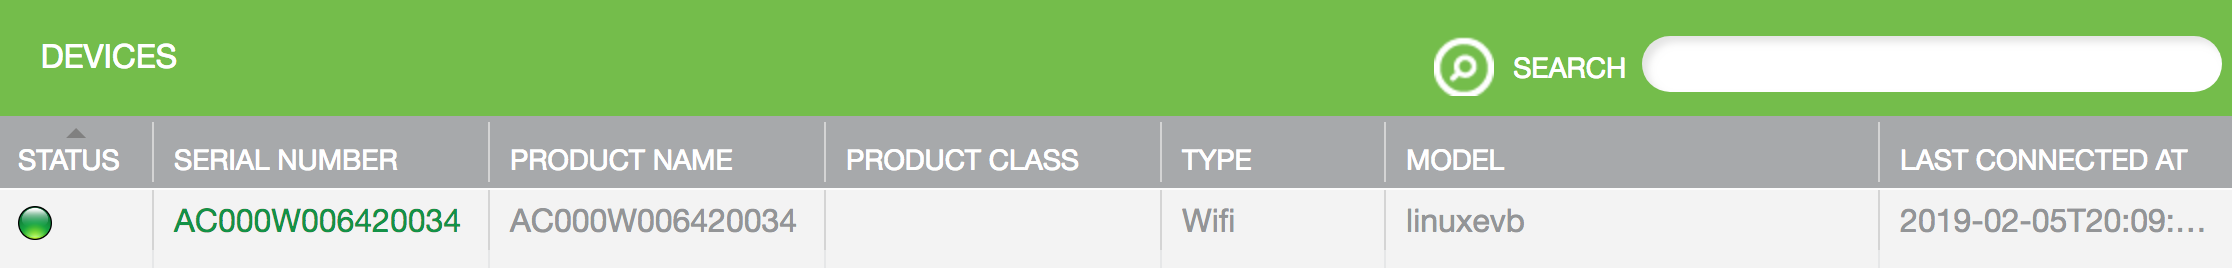 DEVICES
SEARCH
STATUS SERIAL NUMBER PRODUCT NAME PRODUCT CLASS TYPE MODEL LAST CONNECTED AT
AC000W006420034 AC000W006420034 Wifi linuxevb 2019-02-05T20:09:...